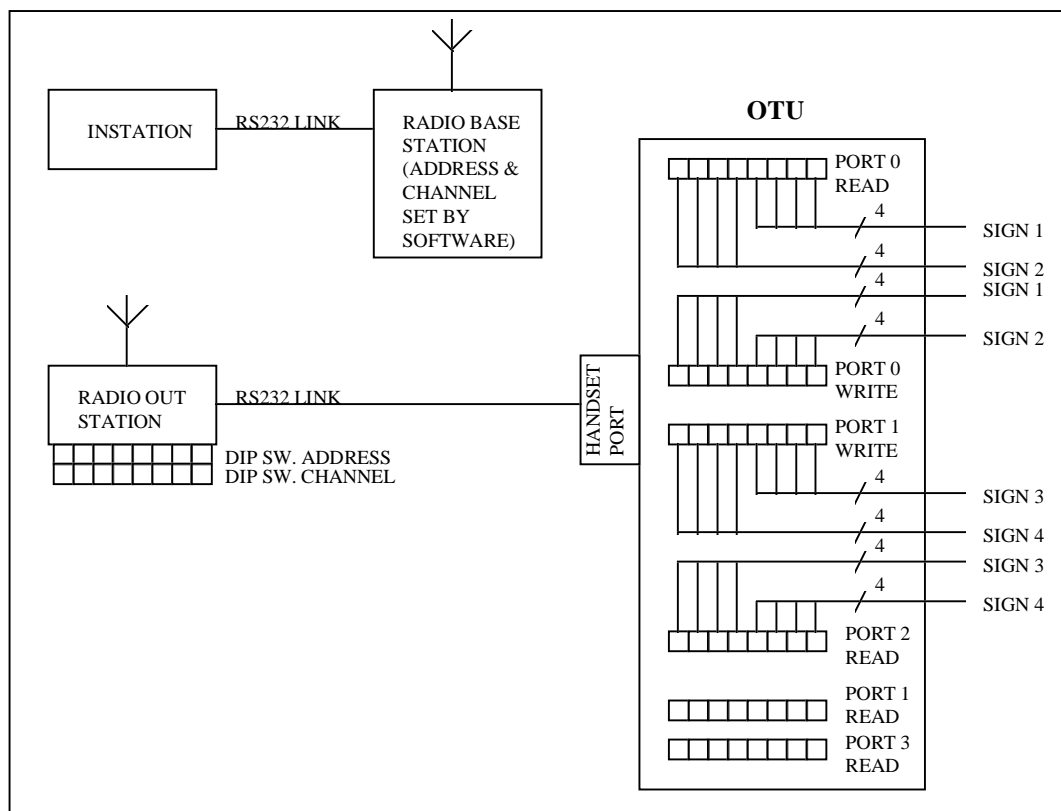 INSTATION
RS232 LINK
RADIO BASE
STATION
(ADDRESS &
CHANNEL
SET BY
SOFTWARE)
OTU
PORT 0
READ
4
SIGN 1
4
SIGN 2
4
SIGN 1
4
SIGN 2
PORT 0
WRITE
RADIO OUT
STATION
RS232 LINK
DIP SW. ADDRESS
DIP SW. CHANNEL
HANDSET
PORT
PORT 1
WRITE
4
SIGN 3
4
SIGN 4
4
SIGN 3
4
SIGN 4
PORT 2
READ
PORT 1
READ
PORT 3
READ